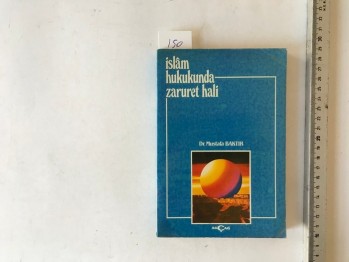 150
islâm
hukukunda
zaruret hali
Dr. Mustafa BAKTIR